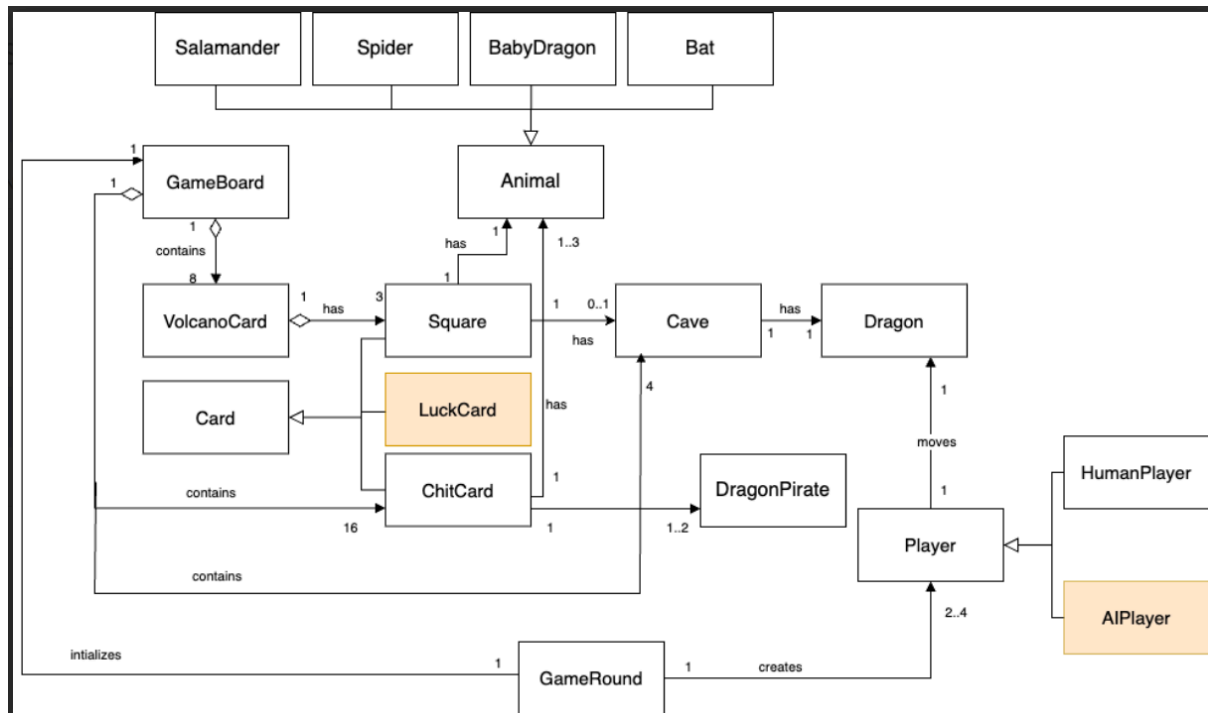 Salamander
Spider
BabyDragon
Bat
1
GameBoard
Animal
1
1
contains
has
1
1..3
8
1
has
3
1
VolcanoCard
Square
1
0..1
has
Cave
has
1
1
Dragon
Card
LuckCard
has
4
1
moves
HumanPlayer
contains
ChitCard
1
DragonPirate
1
16
1
1..2
Player
contains
2..4
AIPlayer
intializes
1
GameRound
1
creates